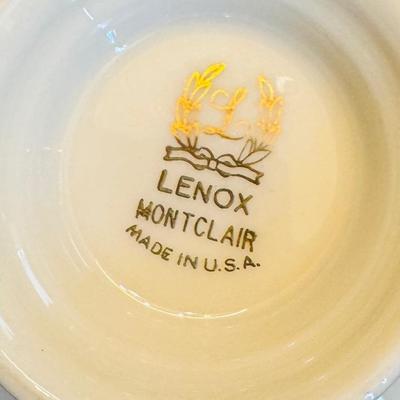 L
LENOX
MONTCLAIR
MADE IN U.S.A.